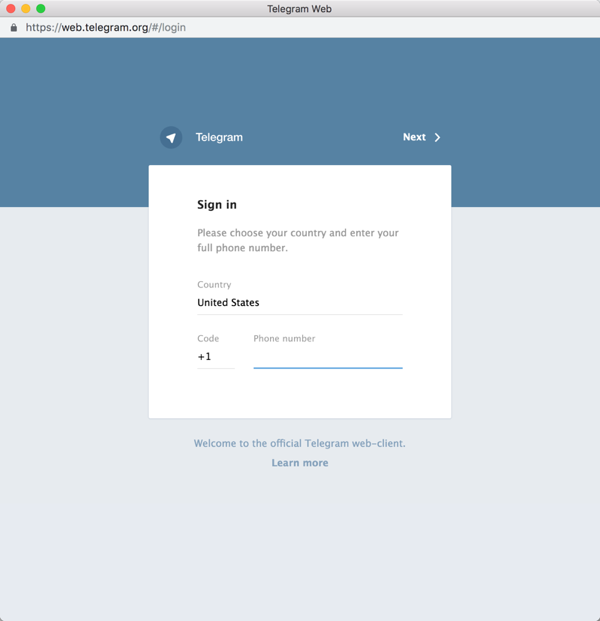 Telegram Web
https://web.telegram.org/#/login
Telegram
Next
Sign in
Please choose your country and enter your
full phone number.
Country
United States
Code
Phone number
+1
Welcome to the official Telegram web-client.
Learn more